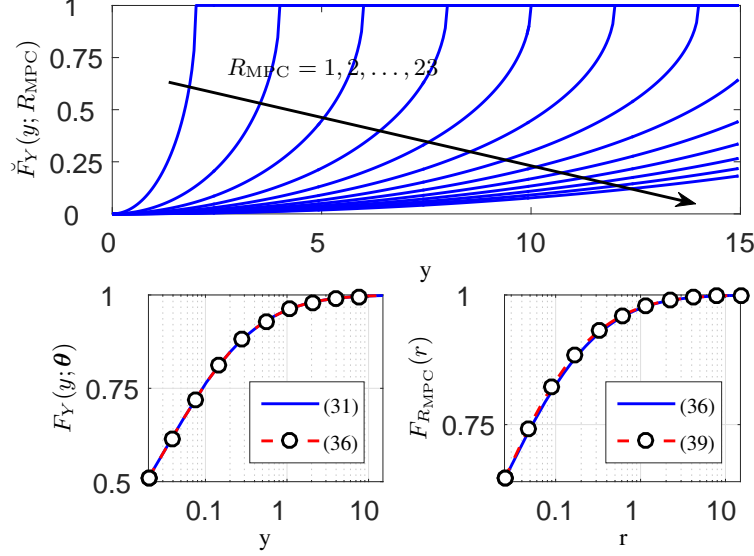 1
0.75
0.5
0.25
0
F̆_Y(y; R_MPC)
R_MPC = 1, 2, . . . , 23
0 5 10 15
y
1
0.75
0.5
F_Y(y; θ)
(31)
(36)
0.1 1 10
y
1
0.75
F_{R_MPC}(r)
(36)
(39)
0.1 1 10
r